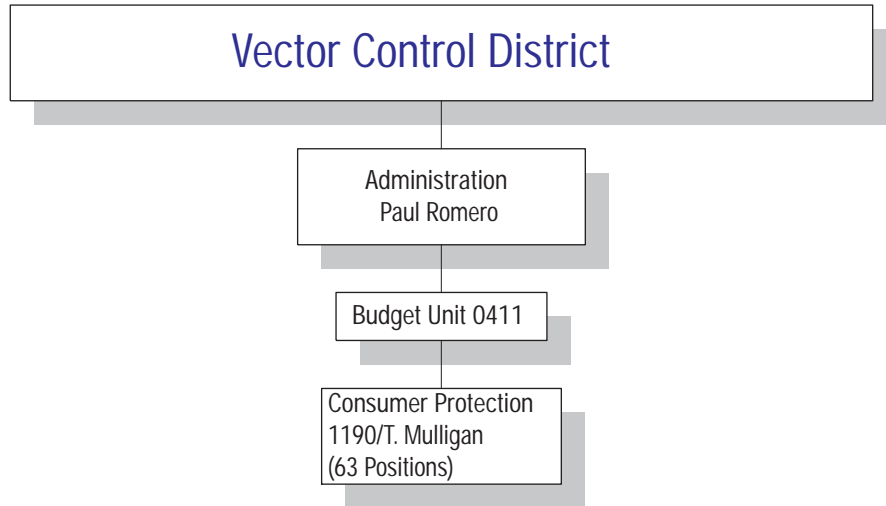 Vector Control District
Administration
Paul Romero
Budget Unit 0411
Consumer Protection
1190/T. Mulligan
(63 Positions)